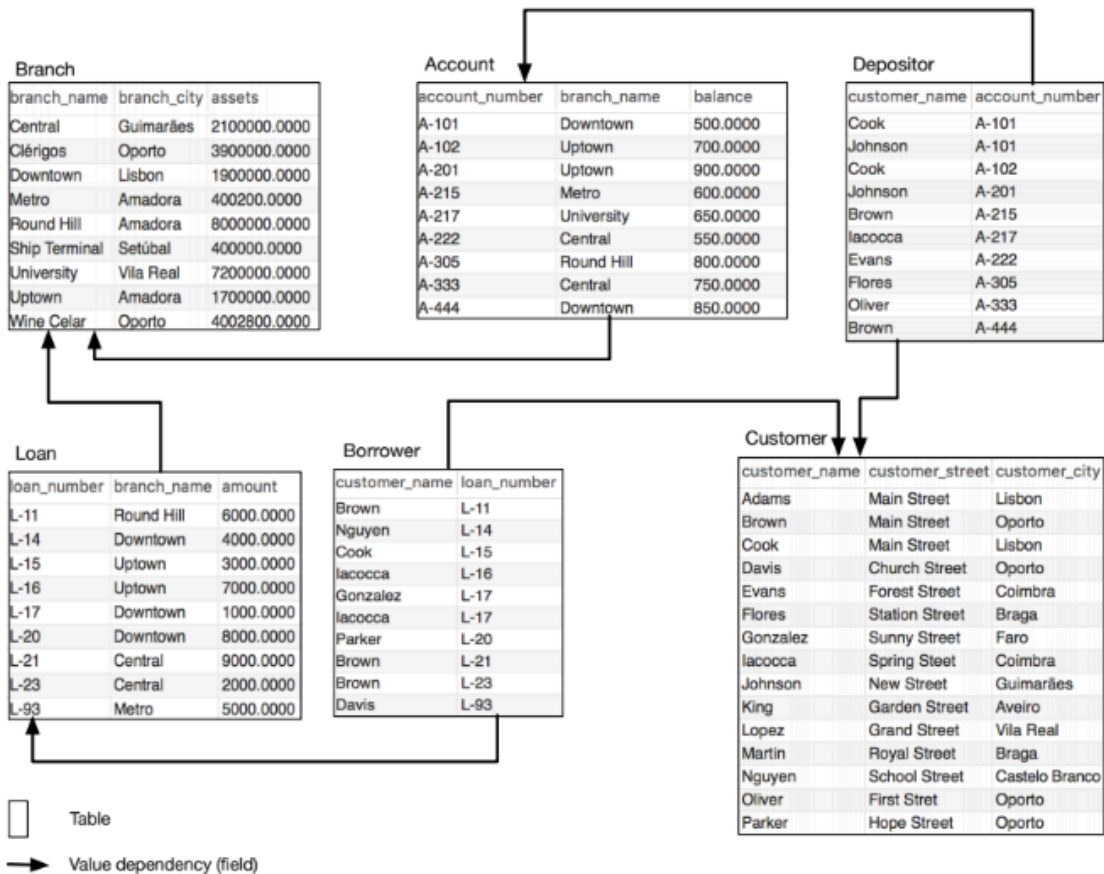 Branch
branch_name branch_city assets
Central Guimarães 2100000.0000
Clérigos Oporto 3900000.0000
Downtown Lisbon 1900000.0000
Metro Amadora 400200.0000
Round Hill Amadora 8000000.0000
Ship Terminal Setúbal 400000.0000
University Vila Real 7200000.0000
Uptown Amadora 1700000.0000
Wine Celar Oporto 4002800.0000
Account
account_number branch_name balance
A-101 Downtown 500.0000
A-102 Uptown 700.0000
A-201 Uptown 900.0000
A-215 Metro 600.0000
A-217 University 650.0000
A-222 Central 550.0000
A-305 Round Hill 800.0000
A-333 Central 750.0000
A-444 Downtown 850.0000
Depositor
customer_name account_number
Cook A-101
Johnson A-101
Cook A-102
Johnson A-201
Brown A-215
Iacocca A-217
Evans A-222
Flores A-305
Oliver A-333
Brown A-444
Loan
loan_number branch_name amount
L-11 Round Hill 6000.0000
L-14 Downtown 4000.0000
L-15 Uptown 3000.0000
L-16 Uptown 7000.0000
L-17 Downtown 1000.0000
L-20 Downtown 8000.0000
L-21 Central 9000.0000
L-23 Central 2000.0000
L-93 Metro 5000.0000
Borrower
customer_name loan_number
Brown L-11
Nguyen L-14
Cook L-15
Iacocca L-16
Gonzalez L-17
Iacocca L-17
Parker L-20
Brown L-21
Brown L-23
Davis L-93
Customer
customer_name customer_street customer_city
Adams Main Street Lisbon
Brown Main Street Oporto
Cook Main Street Lisbon
Davis Church Street Oporto
Evans Forest Street Coimbra
Flores Station Street Braga
Gonzalez Sunny Street Faro
Iacocca Spring Steet Coimbra
Johnson New Street Guimarães
King Garden Street Aveiro
Lopez Grand Street Vila Real
Martin Royal Street Braga
Nguyen School Street Castelo Branco
Oliver First Stret Oporto
Parker Hope Street Oporto
Table
Value dependency (field)